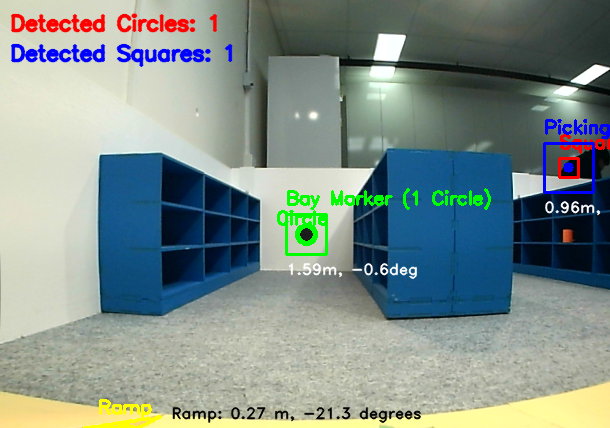 Detected Circles: 1
Detected Squares: 1
Picking
Squar
Bay Marker (1 Circle)
Circle
0.96m,
1.59m, -0.6deg
Ramp
Ramp: 0.27 m, -21.3 degrees